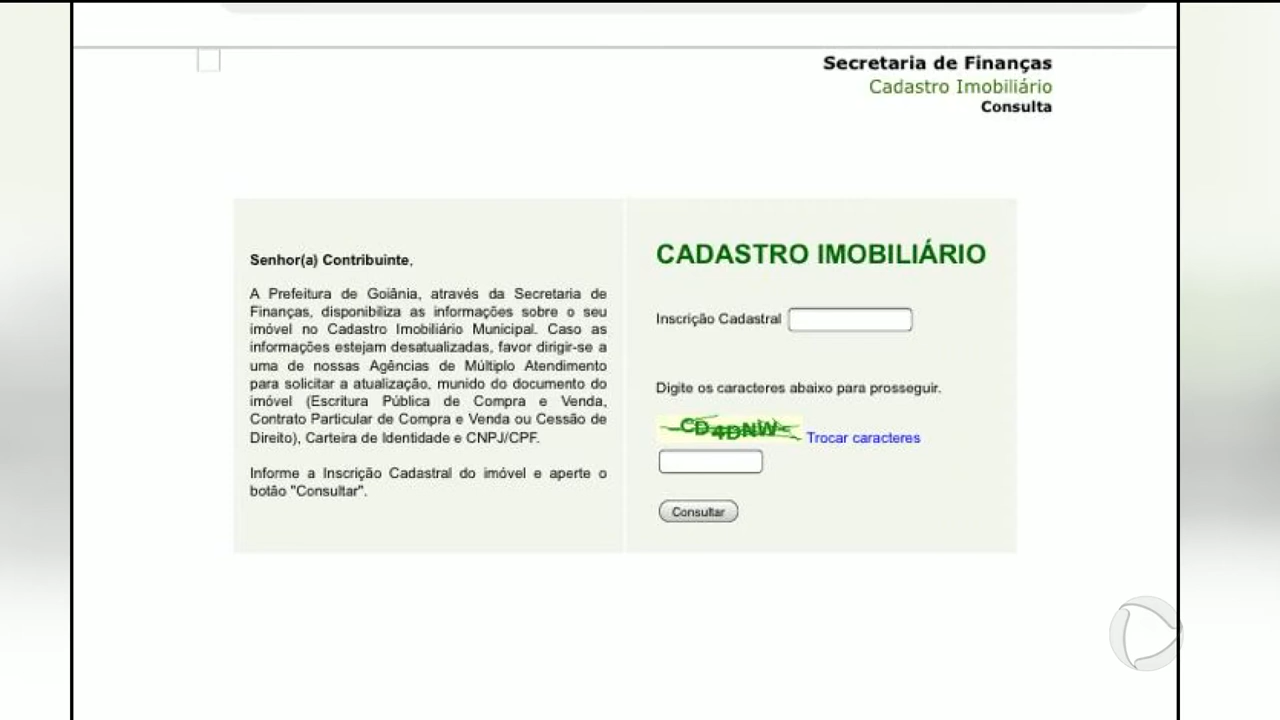 Secretaria de Finanças
Cadastro Imobiliário
Consulta
Senhor(a) Contribuinte,
A Prefeitura de Goiânia, através da Secretaria de
Finanças, disponibiliza as informações sobre o seu
imóvel no Cadastro Imobiliário Municipal. Caso as
informações estejam desatualizadas, favor dirigir-se a
uma de nossas Agências de Múltiplo Atendimento
para solicitar a atualização, munido do documento do
imóvel (Escritura Pública de Compra e Venda,
Contrato Particular de Compra e Venda ou Cessão de
Direito), Carteira de Identidade e CNPJ/CPF.
Informe a Inscrição Cadastral do imóvel e aperte o
botão "Consultar".
CADASTRO IMOBILIÁRIO
Inscrição Cadastral
Digite os caracteres abaixo para prosseguir.
CD4DNW
Trocar caracteres
Consultar